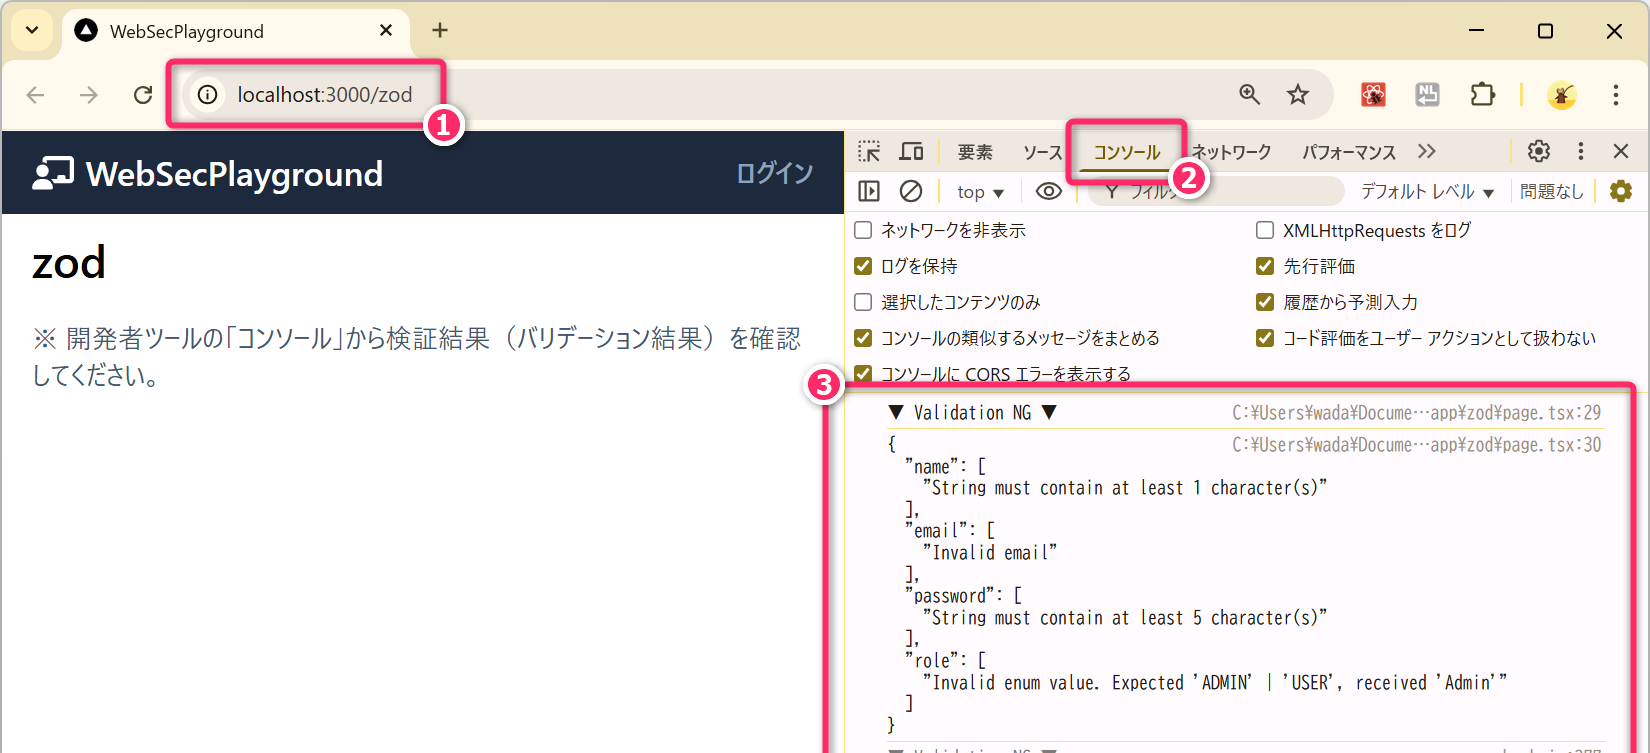 WebSecPlayground
localhost:3000/zod
1
WebSecPlayground
ログイン
zod
※ 開発者ツールの「コンソール」から検証結果（バリデーション結果）を確認
してください。
要素 ソース コンソール ネットワーク パフォーマンス
2
top フィルタ デフォルト レベル 問題なし
ネットワークを非表示 XMLHttpRequests をログ
ログを保持 先行評価
選択したコンテンツのみ 履歴から予測入力
コンソールの類似するメッセージをまとめる コード評価をユーザー アクションとして扱わない
コンソールに CORS エラーを表示する
3
▼ Validation NG ▼ C:¥Users¥wada¥Docume…app¥zod¥page.tsx:29
{ C:¥Users¥wada¥Docume…app¥zod¥page.tsx:30
"name": [
"String must contain at least 1 character(s)"
],
"email": [
"Invalid email"
],
"password": [
"String must contain at least 5 character(s)"
],
"role": [
"Invalid enum value. Expected 'ADMIN' | 'USER', received 'Admin'"
]
}
▼ Validation NG ▼